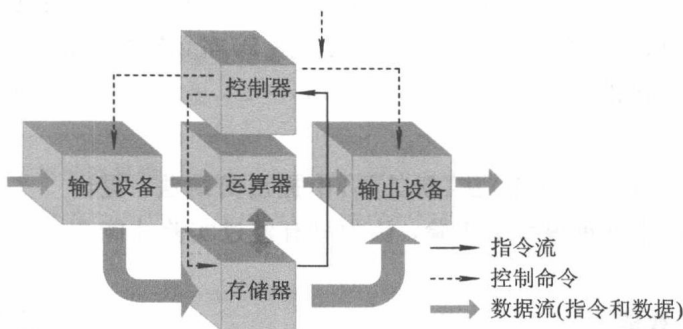 控制器
输入设备
运算器
输出设备
存储器
指令流
控制命令
数据流(指令和数据)